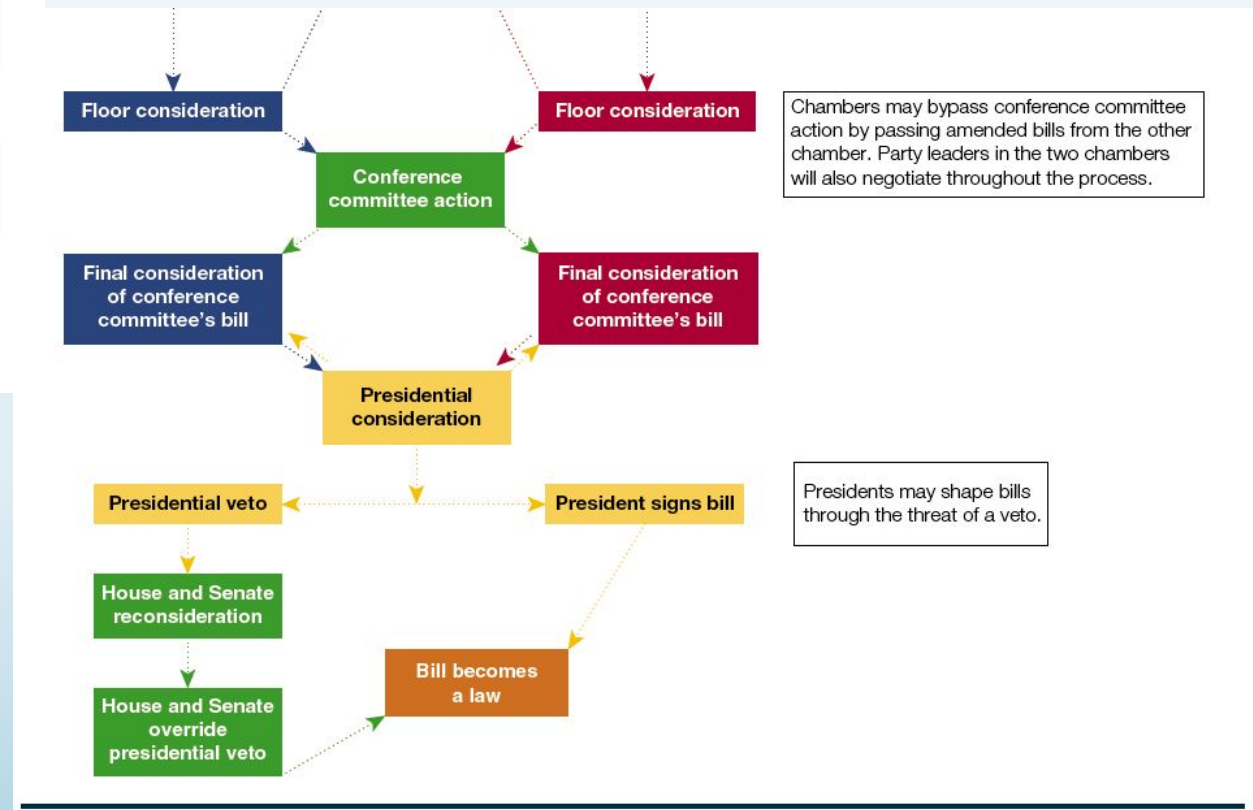 Floor consideration
Floor consideration
Chambers may bypass conference committee
action by passing amended bills from the other
chamber. Party leaders in the two chambers
will also negotiate throughout the process.
Conference
committee action
Final consideration
of conference
committee's bill
Final consideration
of conference
committee's bill
Presidential
consideration
Presidential veto
President signs bill
Presidents may shape bills
through the threat of a veto.
House and Senate
reconsideration
Bill becomes
a law
House and Senate
override
presidential veto